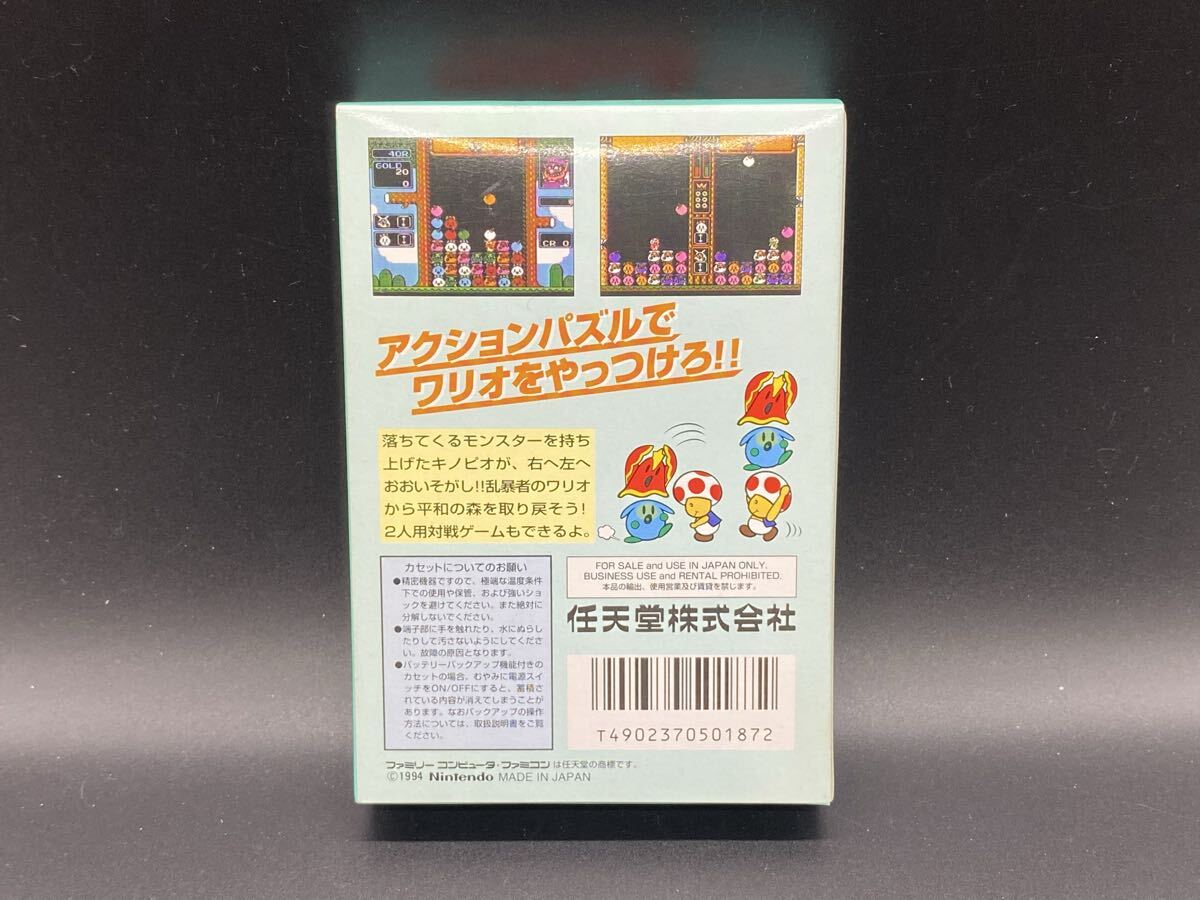 40R
GOLD
20
0
CR 0
アクションパズルで
ワリオをやっつけろ!!
落ちてくるモンスターを持ち
上げたキノピオが、右へ左へ
おおいそがし!!乱暴者のワリオ
から平和の森を取り戻そう!
2人用対戦ゲームもできるよ。
カセットについてのお願い
●精密機器ですので、極端な温度条件
下での使用や保管、および強いショ
ックを避けてください。また絶対に
分解しないでください。
●端子部に手を触れたり、水にぬらし
たりして汚さないようにしてくださ
い。故障の原因となります。
●バッテリーバックアップ機能付きの
カセットの場合、むやみに電源スイ
ッチをON/OFFにすると、蓄積さ
れている内容が消えてしまうことが
あります。なおバックアップの操作
方法については、取扱説明書をご覧
ください。
FOR SALE and USE IN JAPAN ONLY.
BUSINESS USE and RENTAL PROHIBITED.
本品の輸出、使用営業及び賃貸を禁じます。
任天堂株式会社
T4902370501872
ファミリーコンピュータ・ファミコンは任天堂の商標です。
©1994 Nintendo MADE IN JAPAN